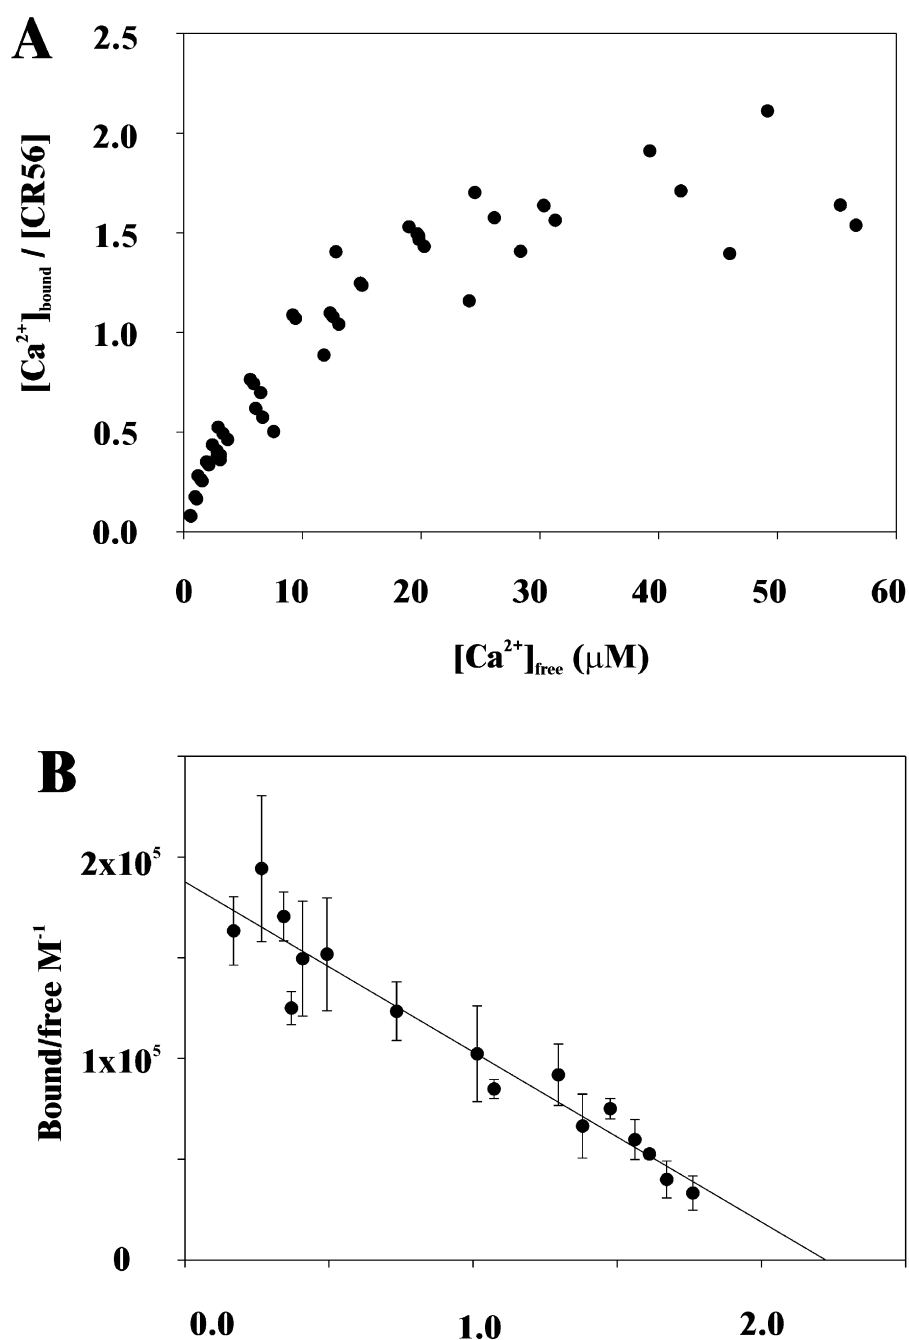 A
2.5
2.0
1.5
1.0
0.5
0.0
[Ca²⁺]bound / [CR56]
0 10 20 30 40 50 60
[Ca²⁺]free (μM)
B
2x10⁵
1x10⁵
0
Bound/free M⁻¹
0.0 1.0 2.0